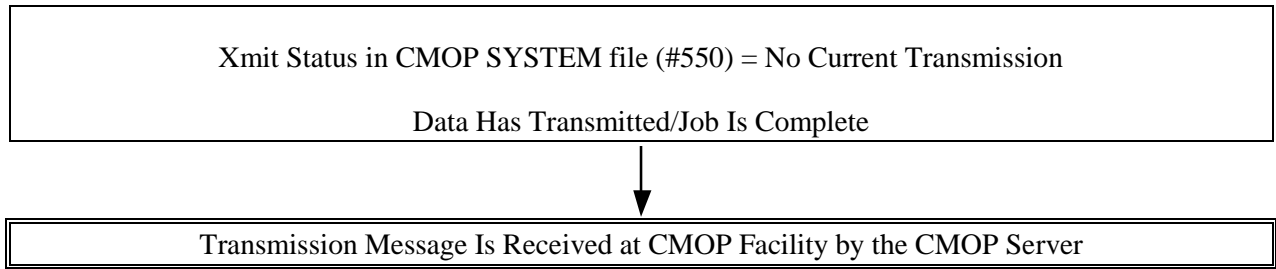 Xmit Status in CMOP SYSTEM file (#550) = No Current Transmission
Data Has Transmitted/Job Is Complete
Transmission Message Is Received at CMOP Facility by the CMOP Server